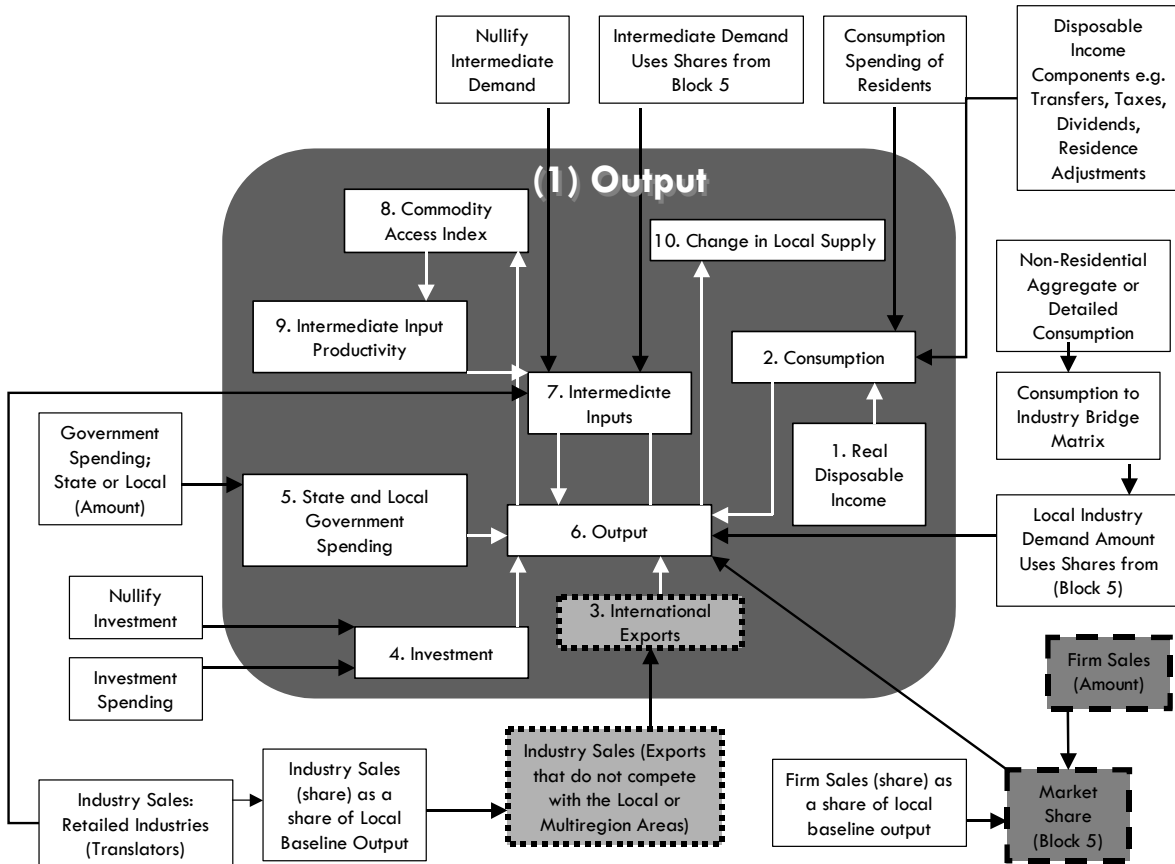 Nullify
Intermediate
Demand
Intermediate Demand
Uses Shares from
Block 5
Consumption
Spending of
Residents
Disposable
Income
Components e.g.
Transfers, Taxes,
Dividends,
Residence
Adjustments
(1) Output
8. Commodity
Access Index
10. Change in Local Supply
Non-Residential
Aggregate or
Detailed
Consumption
9. Intermediate Input
Productivity
2. Consumption
7. Intermediate
Inputs
Consumption to
Industry Bridge
Matrix
Government
Spending;
State or Local
(Amount)
1. Real
Disposable
Income
5. State and Local
Government
Spending
6. Output
Local Industry
Demand Amount
Uses Shares from
(Block 5)
Nullify
Investment
3. International
Exports
4. Investment
Investment
Spending
Firm Sales
(Amount)
Industry Sales:
Retailed Industries
(Translators)
Industry Sales
(share) as a
share of Local
Baseline Output
Industry Sales (Exports
that do not compete
with the Local or
Multiregion Areas)
Firm Sales (share) as
a share of local
baseline output
Market
Share
(Block 5)